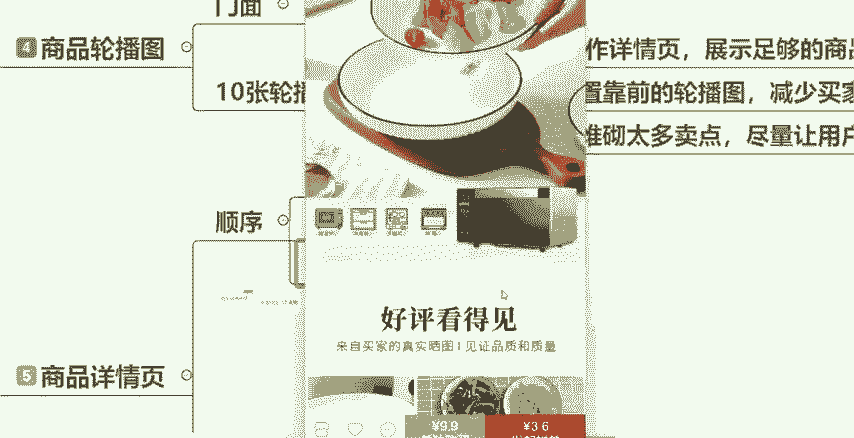 门面
4 商品轮播图
作详情页，展示足够的商品
10张轮播
置靠前的轮播图，减少买家
堆砌太多卖点，尽量让用户
顺序
好评看得见
来自买家的真实晒图 | 见证品质和质量
5 商品详情页
¥9.9
¥36